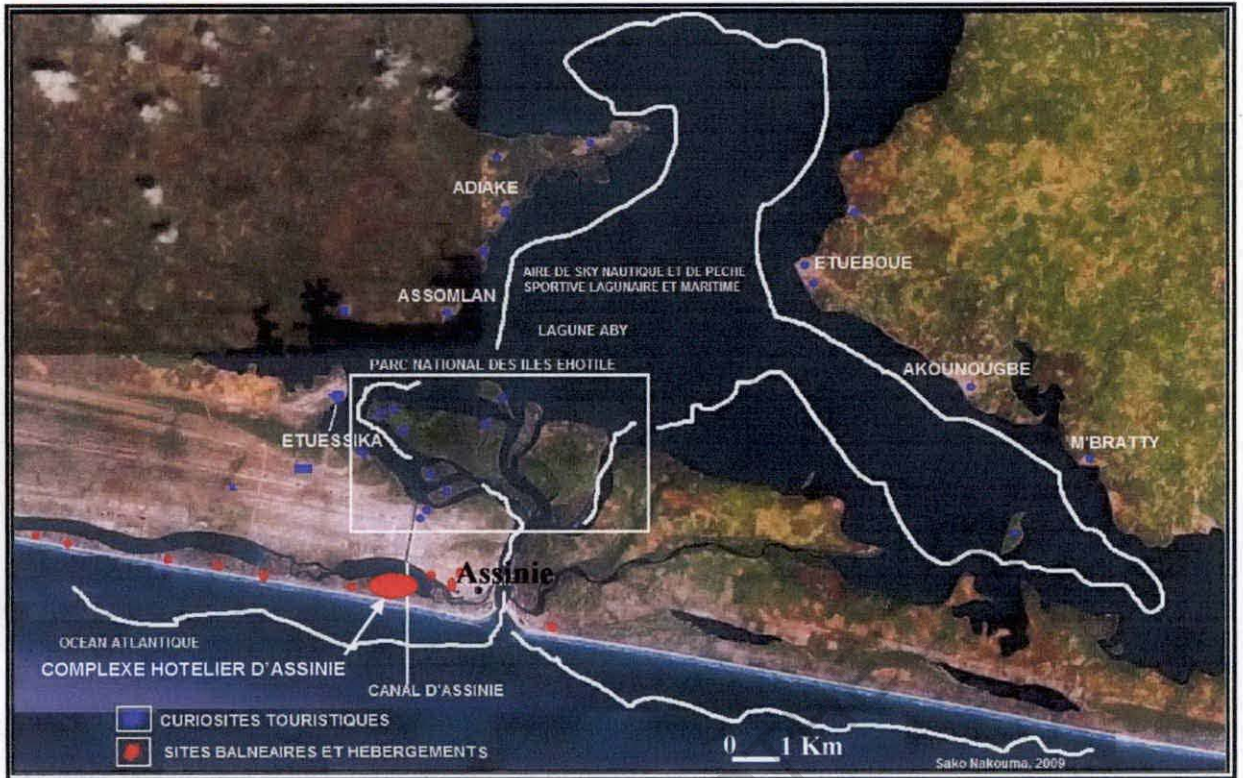 ADIAKE
ETUEBOUE
AIRE DE SKY NAUTIQUE ET DE PECHE
SPORTIVE LAGUNAIRE ET MARITIME
ASSOMLAN
LAGUNE ABY
PARC NATIONAL DES ILES EHOTILE
AKOUNOUGBE
ETUESSIKA
M'BRATTY
Assinie
OCEAN ATLANTIQUE
COMPLEXE HOTELIER D'ASSINIE
CANAL D'ASSINIE
CURIOSITES TOURISTIQUES
SITES BALNEAIRES ET HEBERGEMENTS
0 1 Km
Sako Nakouma, 2009